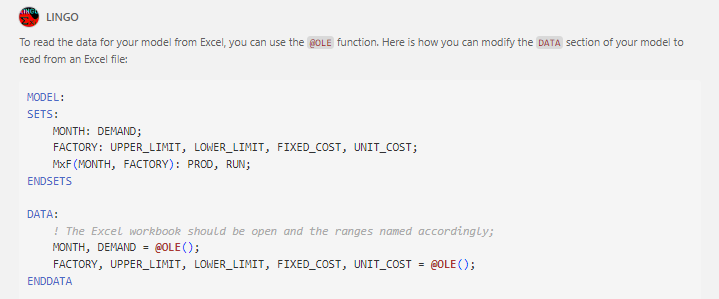 LINGO
To read the data for your model from Excel, you can use the @OLE function. Here is how you can modify the DATA section of your model to
read from an Excel file:
MODEL:
SETS:
    MONTH: DEMAND;
    FACTORY: UPPER_LIMIT, LOWER_LIMIT, FIXED_COST, UNIT_COST;
    MxF(MONTH, FACTORY): PROD, RUN;
ENDSETS
DATA:
    ! The Excel workbook should be open and the ranges named accordingly;
    MONTH, DEMAND = @OLE();
    FACTORY, UPPER_LIMIT, LOWER_LIMIT, FIXED_COST, UNIT_COST = @OLE();
ENDDATA